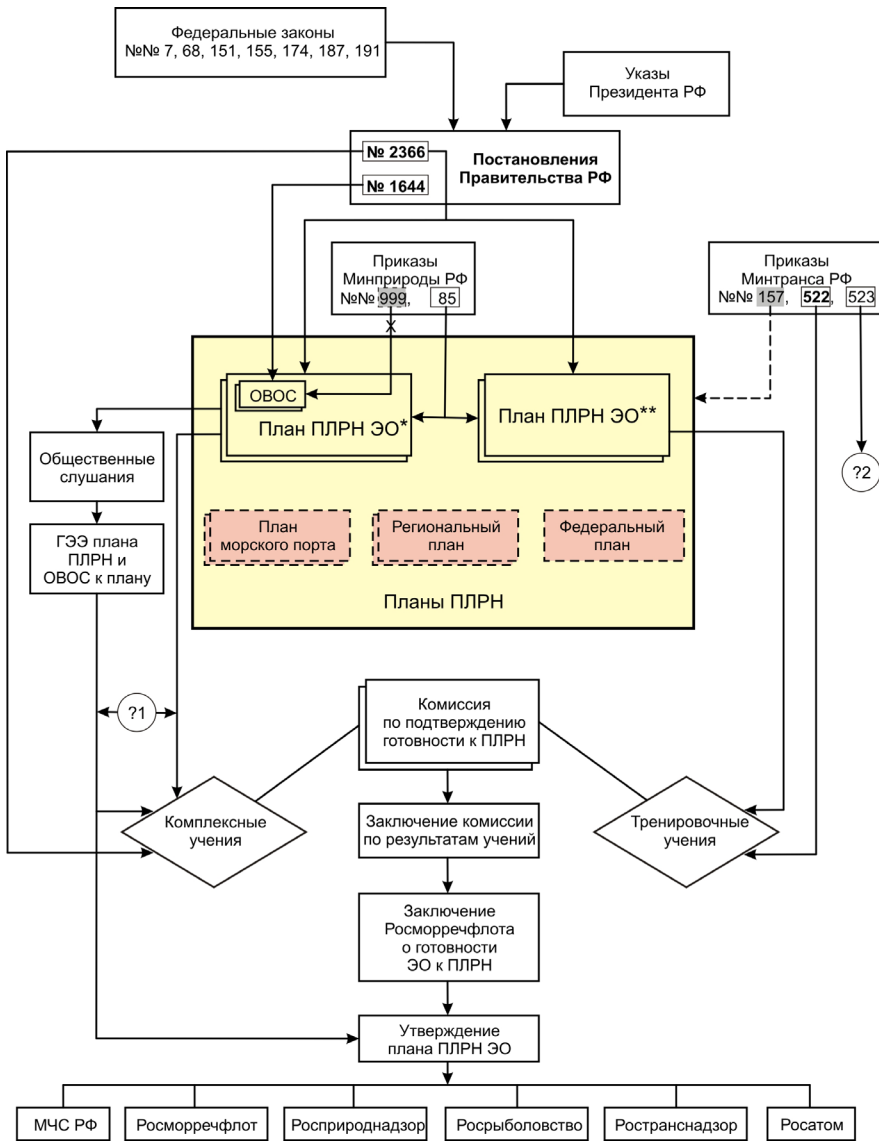 Федеральные законы
№№ 7, 68, 151, 155, 174, 187, 191
Указы
Президента РФ
№ 2366
№ 1644
Постановления
Правительства РФ
Приказы
Минприроды РФ
№№ 999, 85
Приказы
Минтранса РФ
№№ 157, 522, 523
ОВОС
План ПЛРН ЭО*
План ПЛРН ЭО**
Общественные
слушания
?2
План
морского порта
Региональный
план
Федеральный
план
ГЭЭ плана
ПЛРН и
ОВОС к плану
Планы ПЛРН
?1
Комиссия
по подтверждению
готовности к ПЛРН
Комплексные
учения
Заключение комиссии
по результатам учений
Тренировочные
учения
Заключение
Росморречфлота
о готовности
ЭО к ПЛРН
Утверждение
плана ПЛРН ЭО
МЧС РФ
Росморречфлот
Росприроднадзор
Росрыболовство
Ространснадзор
Росатом